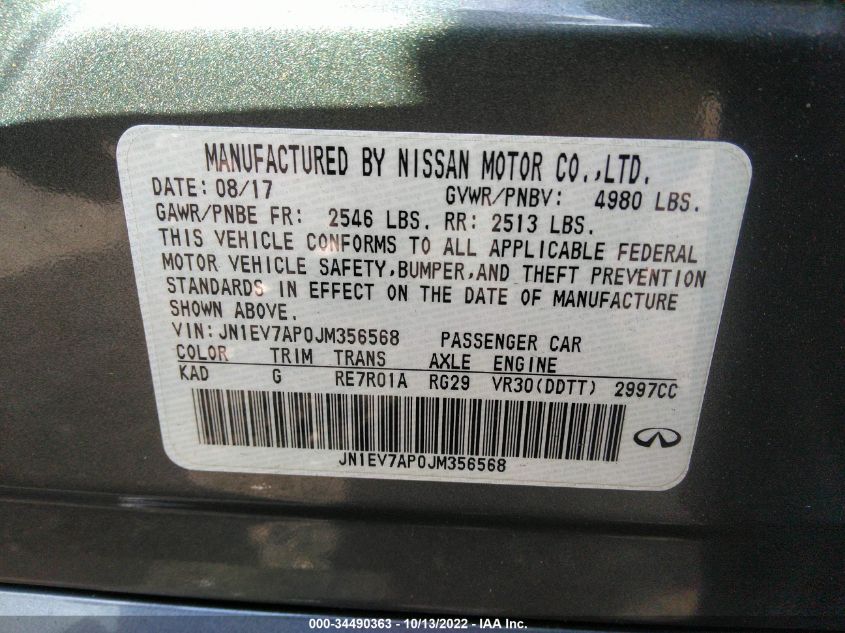 MANUFACTURED BY NISSAN MOTOR CO.,LTD.
DATE: 08/17 GVWR/PNBV: 4980 LBS.
GAWR/PNBE FR: 2546 LBS. RR: 2513 LBS.
THIS VEHICLE CONFORMS TO ALL APPLICABLE FEDERAL
MOTOR VEHICLE SAFETY,BUMPER,AND THEFT PREVENTION
STANDARDS IN EFFECT ON THE DATE OF MANUFACTURE
SHOWN ABOVE.
VIN:JN1EV7AP0JM356568 PASSENGER CAR
COLOR TRIM TRANS AXLE ENGINE
KAD G RE7R01A RG29 VR30(DDTT) 2997CC
JN1EV7AP0JM356568
000-34490363 - 10/13/2022 - IAA Inc.